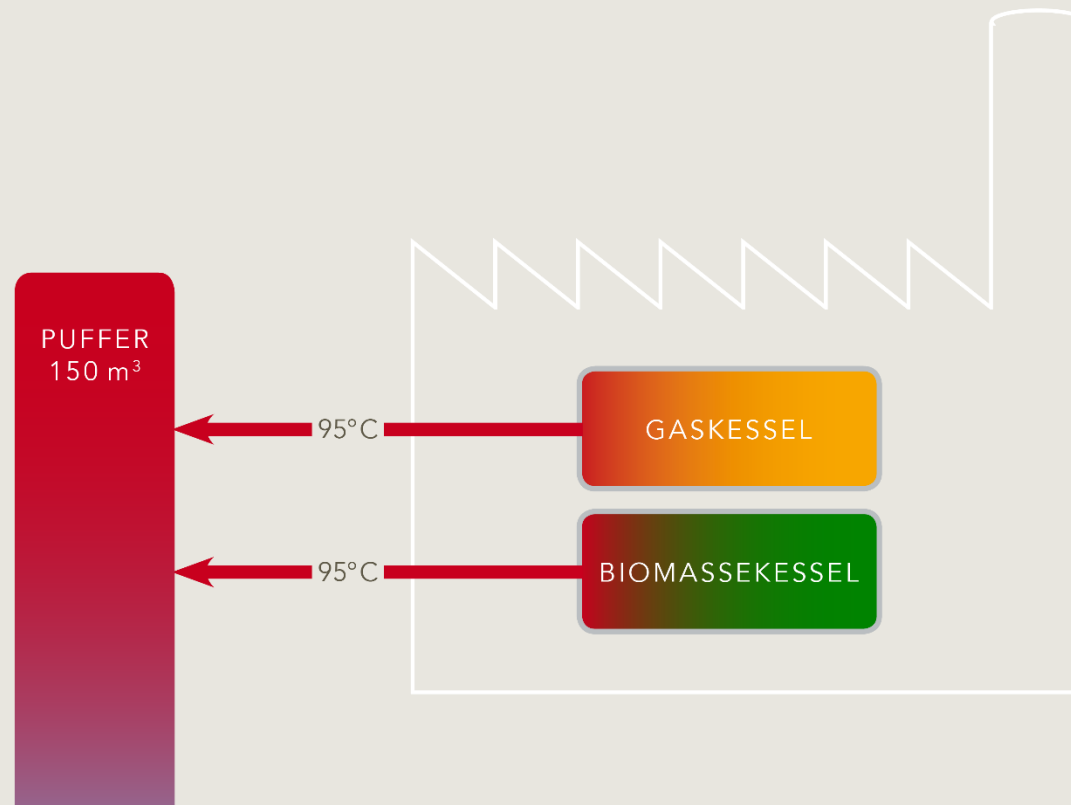 PUFFER
150 m³
95°C
GASKESSEL
95°C
BIOMASSEKESSEL